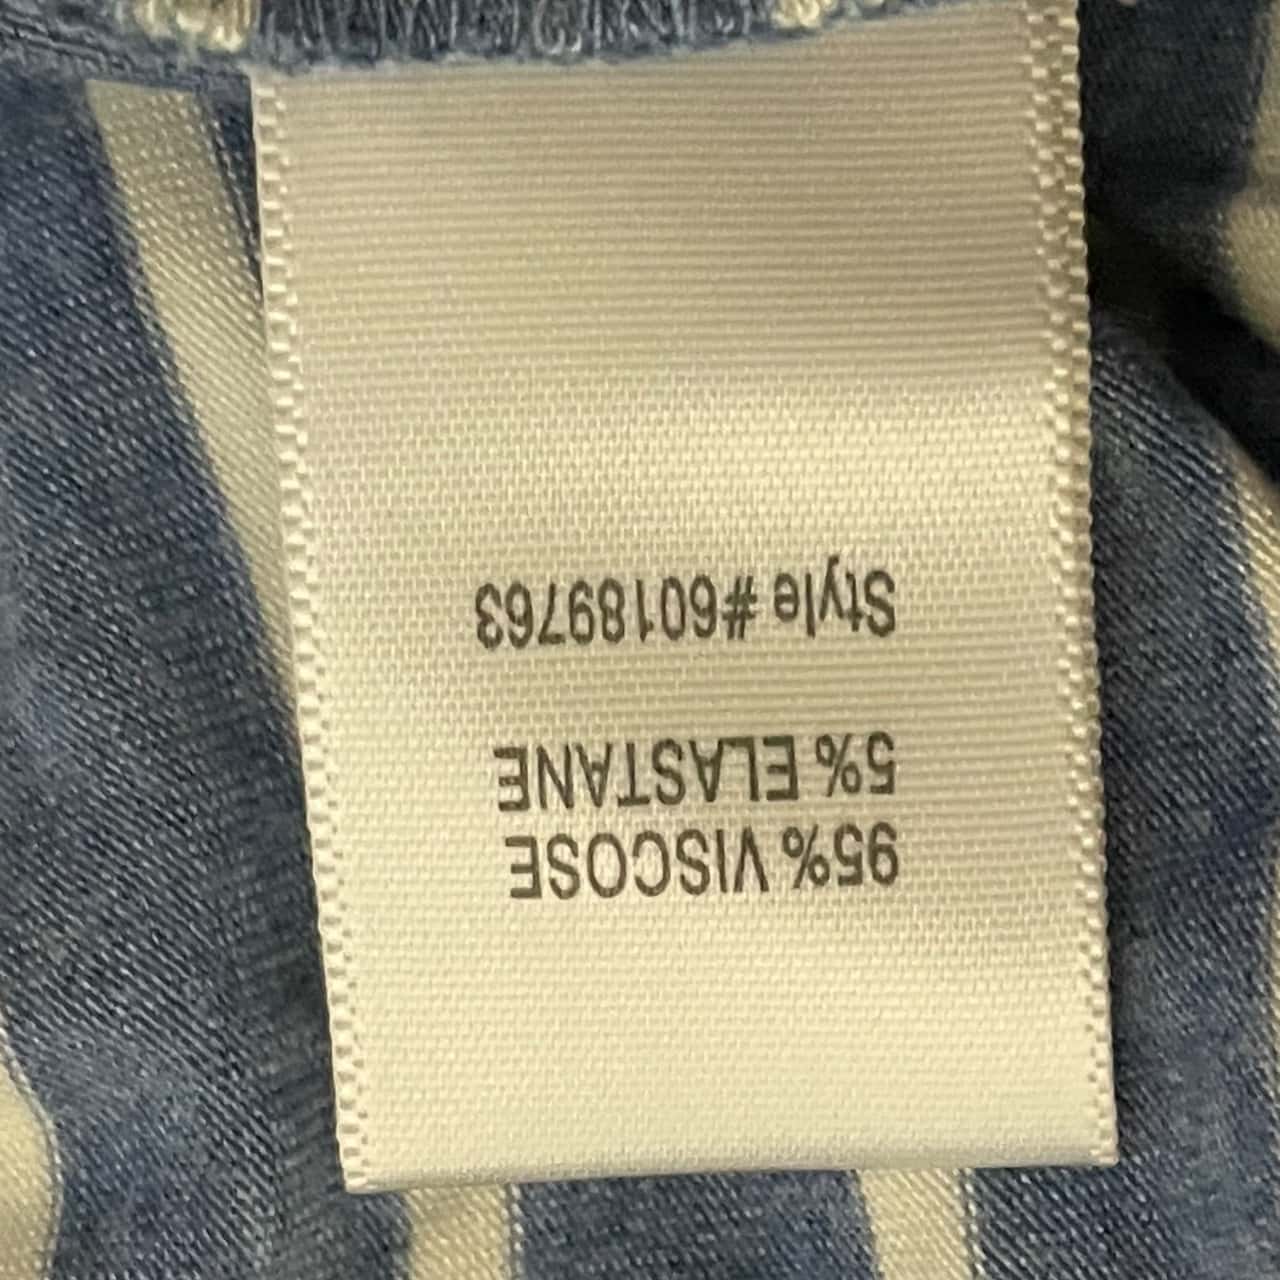 95% VISCOSE
5% ELASTANE
Style #60189763